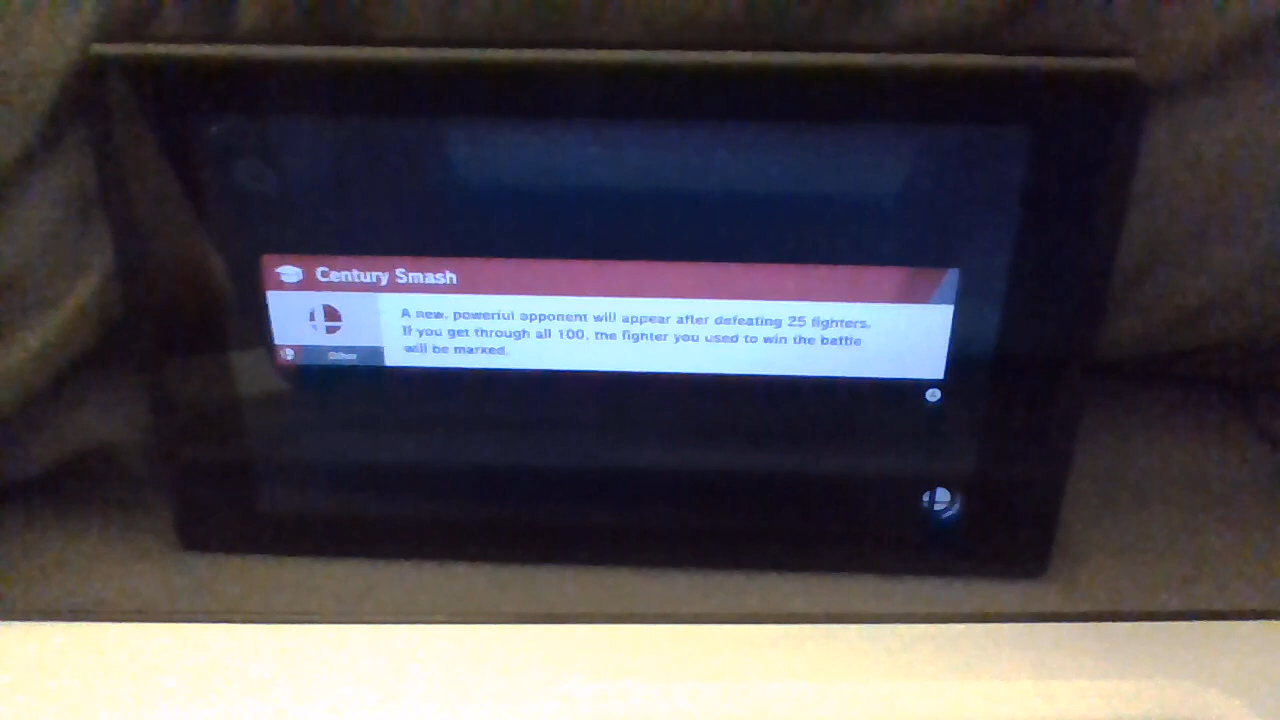 Century Smash
A new, powerful opponent will appear after defeating 25 fighters.
If you get through all 100, the fighter you used to win the battle
will be marked.
Other
A